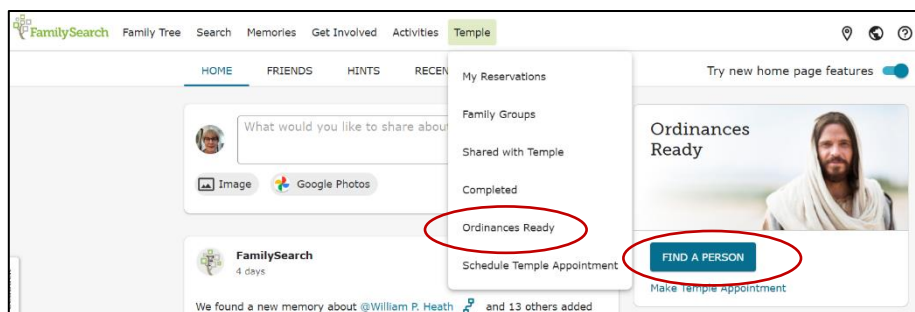 FamilySearch Family Tree Search Memories Get Involved Activities Temple
HOME FRIENDS HINTS RECEN
Try new home page features
My Reservations
Family Groups
Shared with Temple
Completed
Ordinances Ready
Schedule Temple Appointment
What would you like to share abou
Image Google Photos
FamilySearch
4 days
We found a new memory about @William P. Heath and 13 others added
Ordinances
Ready
FIND A PERSON
Make Temple Appointment